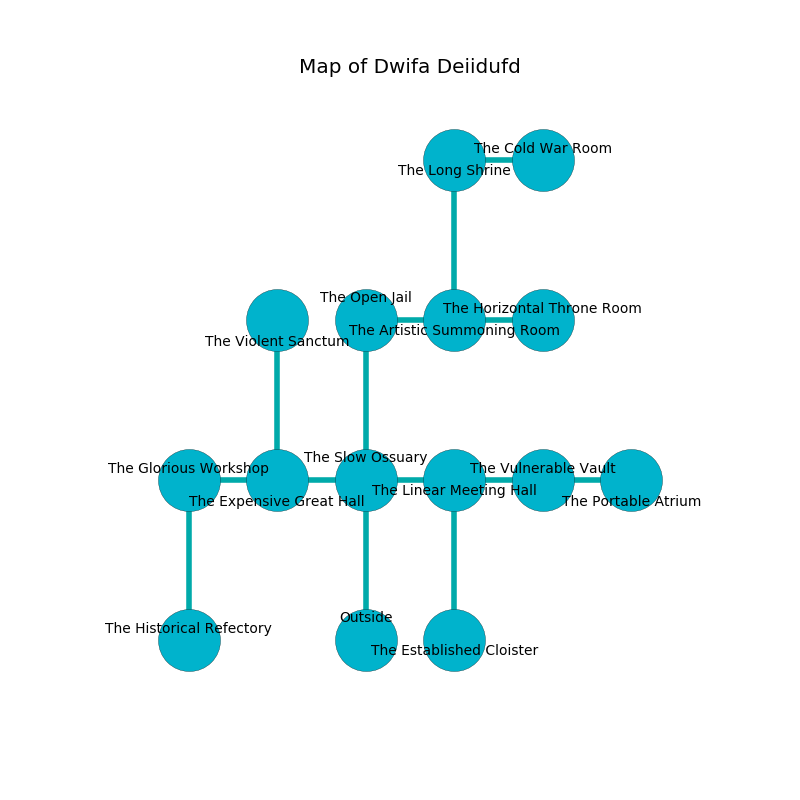 Map of Dwifa Deiidufd
The Cold War Room
The Long Shrine
The Open Jail
The Horizontal Throne Room
The Artistic Summoning Room
The Violent Sanctum
The Slow Ossuary
The Glorious Workshop
The Vulnerable Vault
The Linear Meeting Hall
The Expensive Great Hall
The Portable Atrium
Outside
The Historical Refectory
The Established Cloister